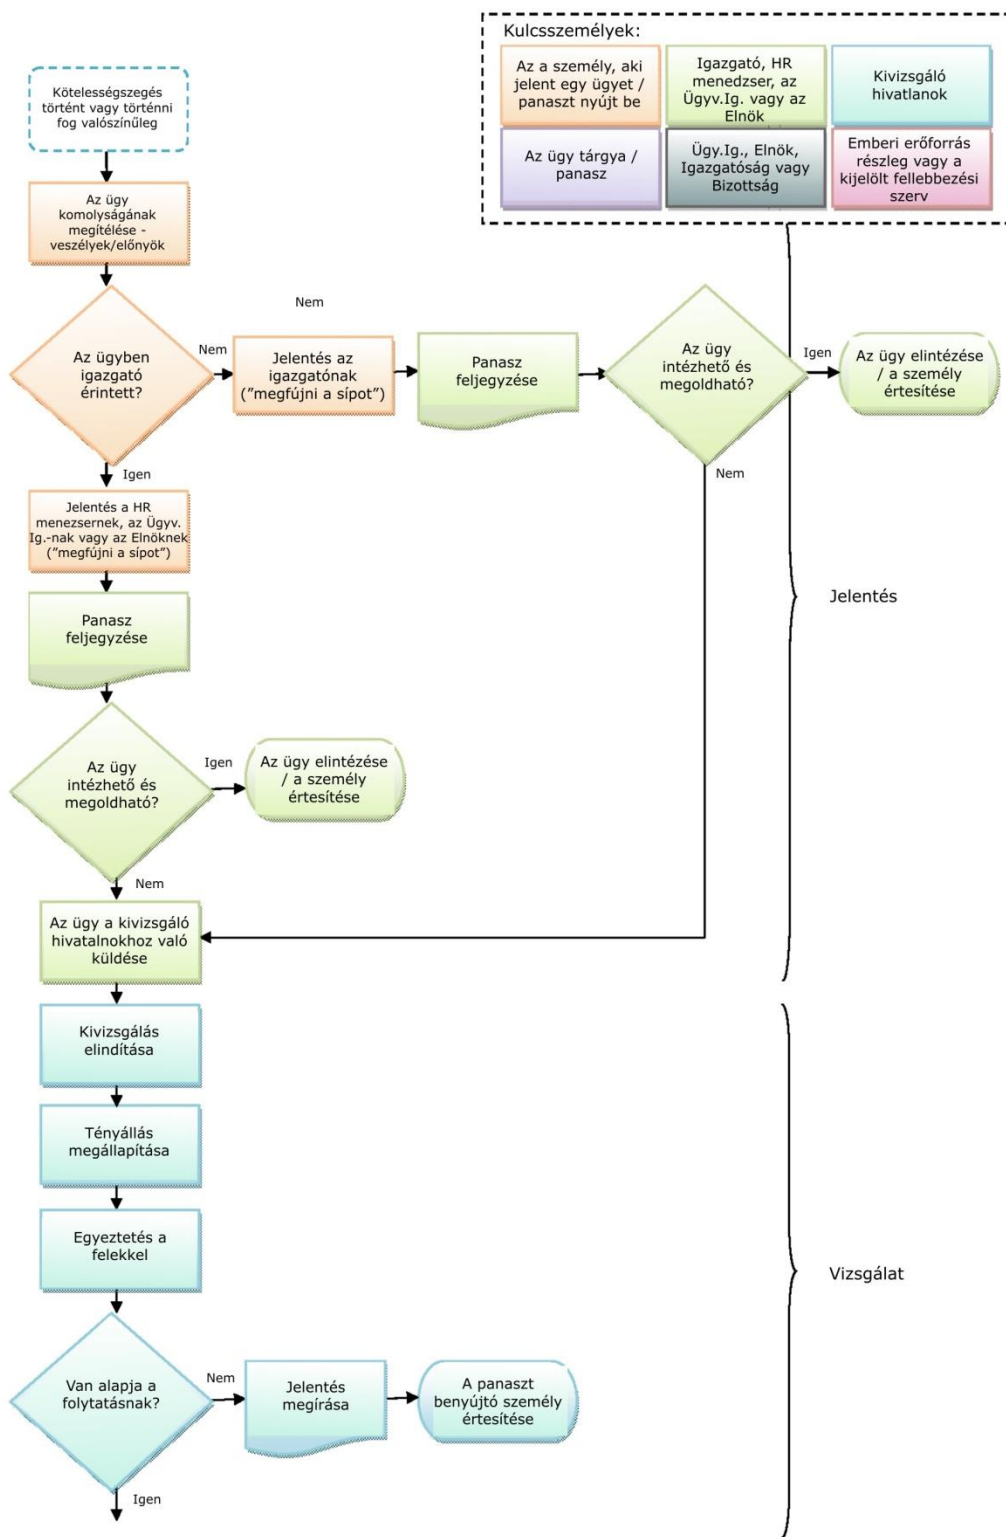 Kulcsszemélyek:
Az a személy, aki
jelent egy ügyet /
panaszt nyújt be
Igazgató, HR
menedzser, az
Ügyv.Ig. vagy az
Elnök
Kivizsgáló
hivatlanok
Az ügy tárgya /
panasz
Ügy.Ig., Elnök,
Igazgatóság vagy
Bizottság
Emberi erőforrás
részleg vagy a
kijelölt fellebbezési
szerv
Kötelességszegés
történt vagy történni
fog valószínűleg
Az ügy
komolyságának
megítélése -
veszélyek/előnyök
Nem
Az ügyben
igazgató
érintett?
Nem
Jelentés az
igazgatónak
("megfújni a sípot")
Panasz
feljegyzése
Az ügy
intézhető és
megoldható?
Igen
Az ügy elintézése
/ a személy
értesítése
Igen
Nem
Jelentés a HR
menezsernek, az Ügyv.
Ig.-nak vagy az Elnöknek
("megfújni a sípot")
Jelentés
Panasz
feljegyzése
Az ügy
intézhető és
megoldható?
Igen
Az ügy elintézése
/ a személy
értesítése
Nem
Az ügy a kivizsgáló
hivatalnokhoz való
küldése
Kivizsgálás
elindítása
Tényállás
megállapítása
Egyeztetés a
felekkel
Vizsgálat
Van alapja a
folytatásnak?
Nem
Jelentés
megírása
A panaszt
benyújtó személy
értesítése
Igen